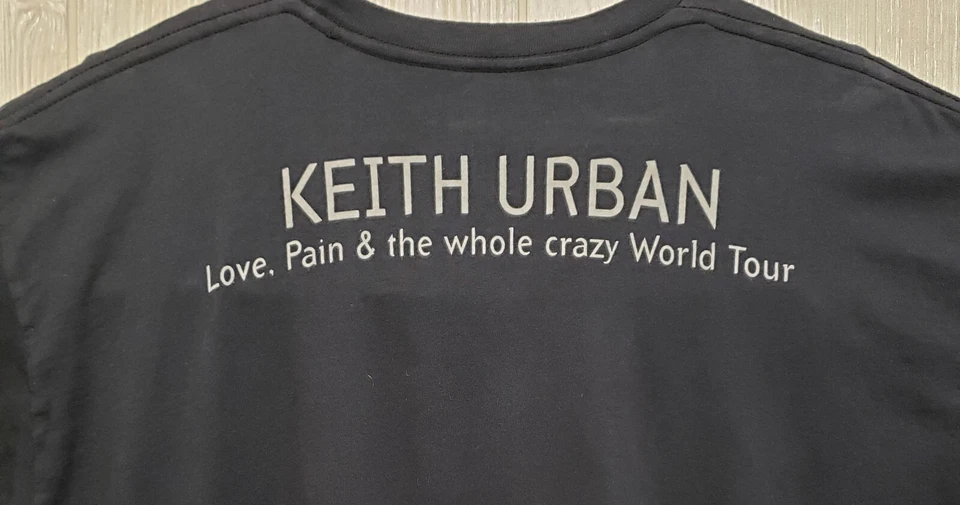 KEITH URBAN
Love, Pain & the whole crazy World Tour